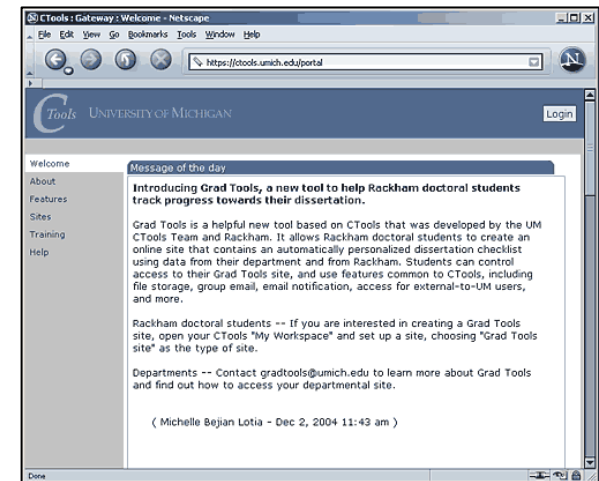 CTools : Gateway : Welcome - Netscape
File Edit View Go Bookmarks Tools Window Help
https://ctools.umich.edu/portal
N
CTools UNIVERSITY OF MICHIGAN
Login
Welcome
About
Features
Sites
Training
Help
Message of the day
Introducing Grad Tools, a new tool to help Rackham doctoral students
track progress towards their dissertation.
Grad Tools is a helpful new tool based on CTools that was developed by the UM
CTools Team and Rackham. It allows Rackham doctoral students to create an
online site that contains an automatically personalized dissertation checklist
using data from their department and from Rackham. Students can control
access to their Grad Tools site, and use features common to CTools, including
file storage, group email, email notification, access for external-to-UM users,
and more.
Rackham doctoral students -- If you are interested in creating a Grad Tools
site, open your CTools "My Workspace" and set up a site, choosing "Grad Tools
site" as the type of site.
Departments -- Contact gradtools@umich.edu to learn more about Grad Tools
and find out how to access your departmental site.
( Michelle Bejian Lotia - Dec 2, 2004 11:43 am )
Done